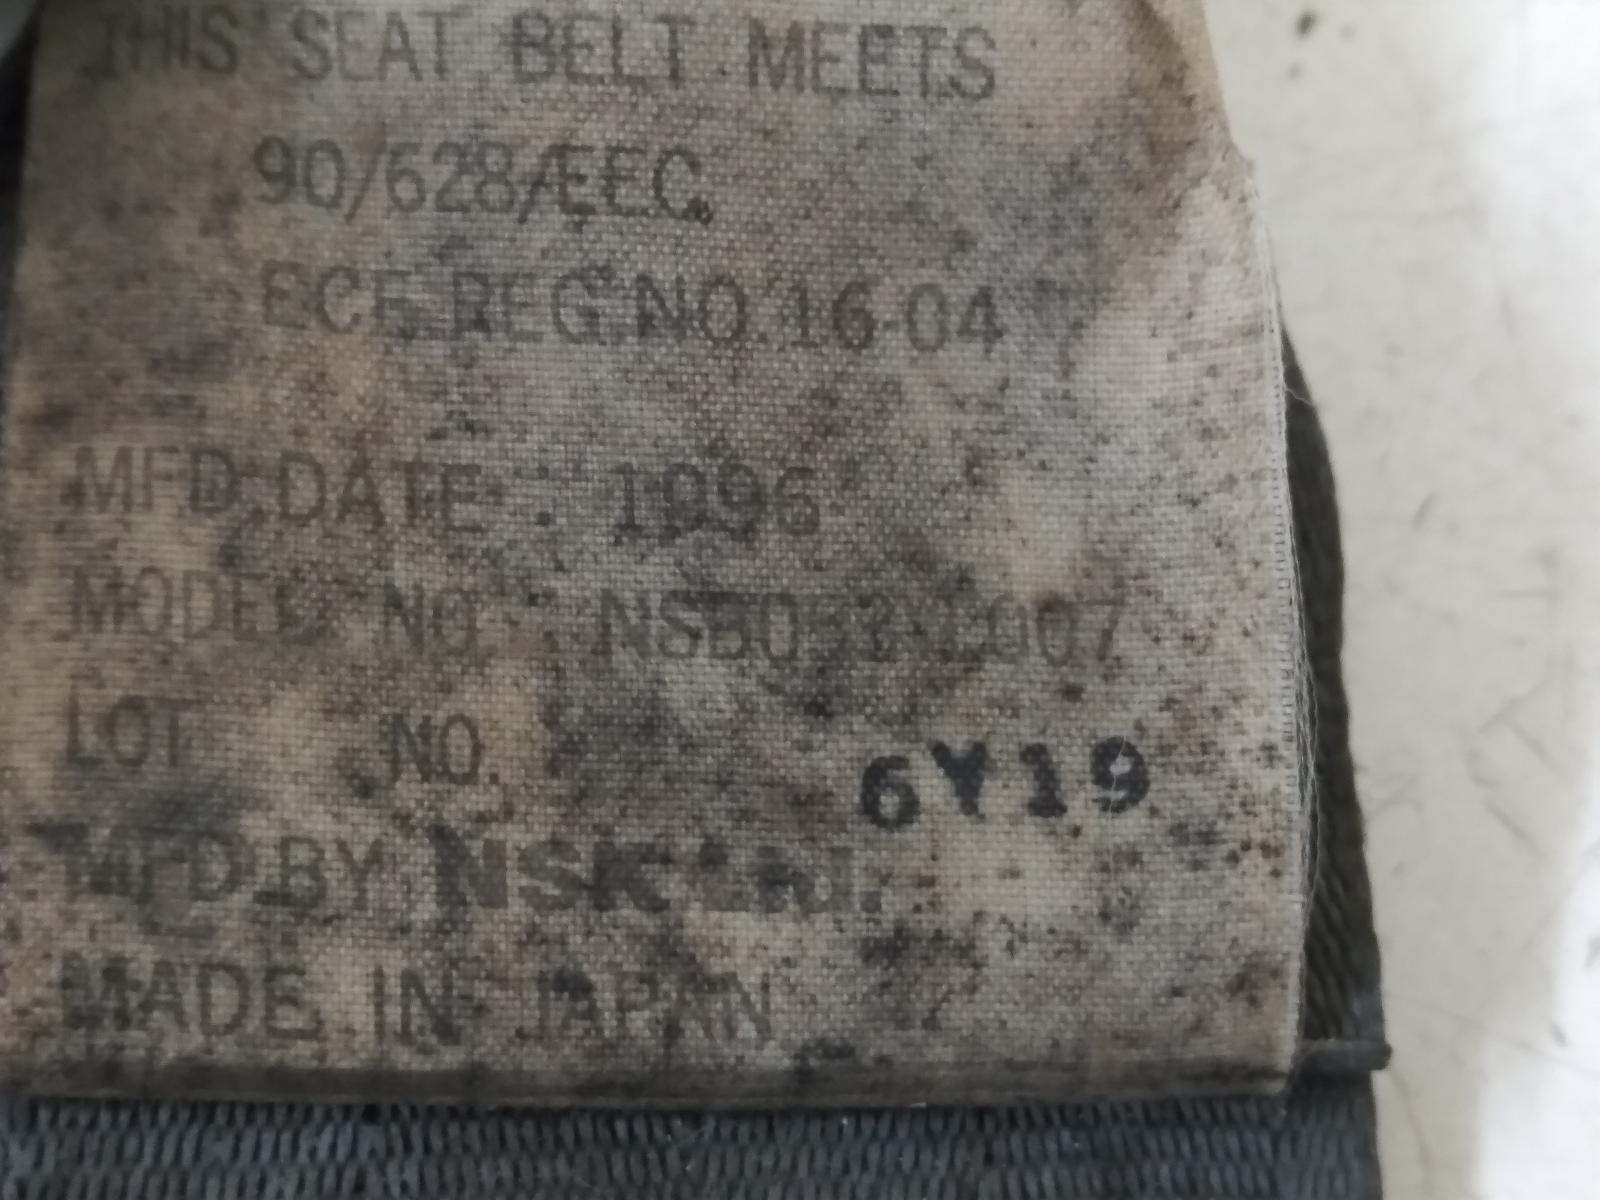 THIS SEAT BELT MEETS
90/628/EEC.
ECE REG.NO.16-04
MFD.DATE : 1996
MODEL NO.
LOT NO. 6Y19
MFD.BY NSK Ltd.
MADE IN JAPAN